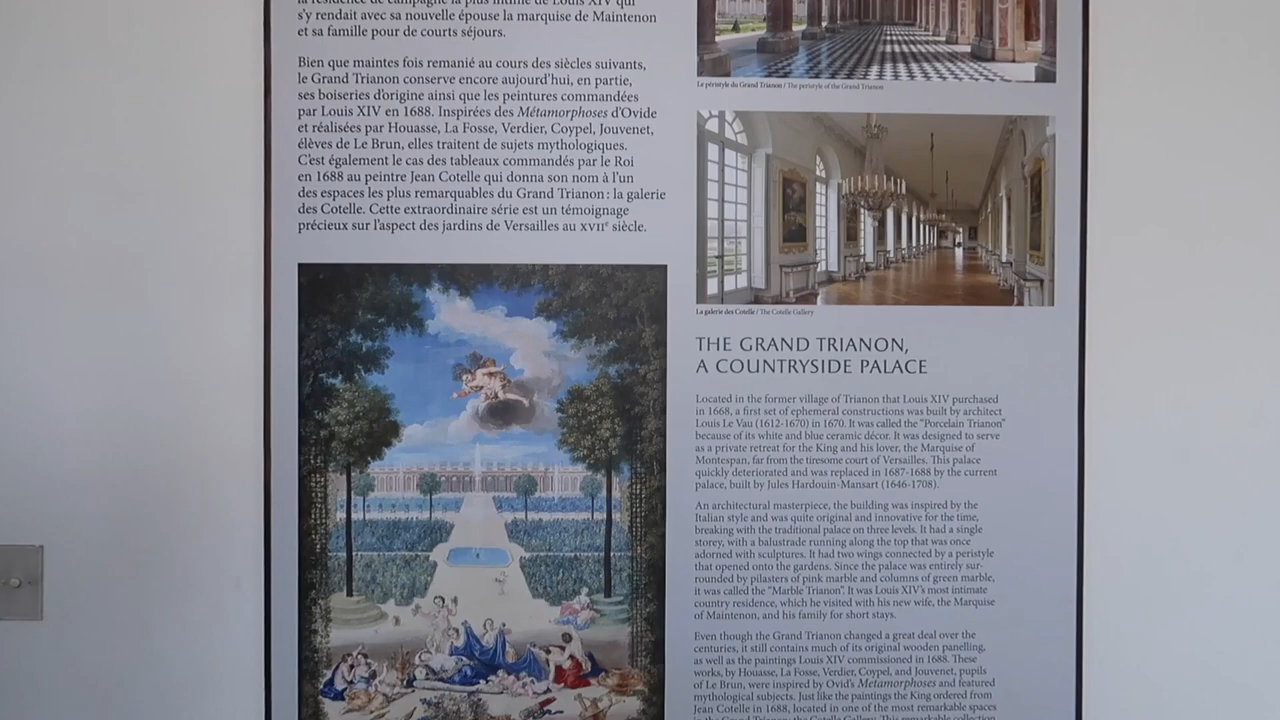 la résidence de campagne la plus intime de Louis XIV qui
s'y rendait avec sa nouvelle épouse la marquise de Maintenon
et sa famille pour de courts séjours.
Bien que maintes fois remanié au cours des siècles suivants,
le Grand Trianon conserve encore aujourd'hui, en partie,
ses boiseries d'origine ainsi que les peintures commandées
par Louis XIV en 1688. Inspirées des Métamorphoses d'Ovide
et réalisées par Houasse, La Fosse, Verdier, Coypel, Jouvenet,
élèves de Le Brun, elles traitent de sujets mythologiques.
C'est également le cas des tableaux commandés par le Roi
en 1688 au peintre Jean Cotelle qui donna son nom à l'un
des espaces les plus remarquables du Grand Trianon : la galerie
des Cotelle. Cette extraordinaire série est un témoignage
précieux sur l'aspect des jardins de Versailles au XVIIe siècle.
Le péristyle du Grand Trianon / The peristyle of the Grand Trianon
La galerie des Cotelle / The Cotelle Gallery
THE GRAND TRIANON,
A COUNTRYSIDE PALACE
Located in the former village of Trianon that Louis XIV purchased
in 1668, a first set of ephemeral constructions was built by architect
Louis Le Vau (1612-1670) in 1670. It was called the "Porcelain Trianon"
because of its white and blue ceramic décor. It was designed to serve
as a private retreat for the King and his lover, the Marquise of
Montespan, far from the tiresome court of Versailles. This palace
quickly deteriorated and was replaced in 1687-1688 by the current
palace, built by Jules Hardouin-Mansart (1646-1708).
An architectural masterpiece, the building was inspired by the
Italian style and was quite original and innovative for the time,
breaking with the traditional palace on three levels. It had a single
storey, with a balustrade running along the top that was once
adorned with sculptures. It had two wings connected by a peristyle
that opened onto the gardens. Since the palace was entirely sur-
rounded by pilasters of pink marble and columns of green marble,
it was called the "Marble Trianon". It was Louis XIV's most intimate
country residence, which he visited with his new wife, the Marquise
of Maintenon, and his family for short stays.
Even though the Grand Trianon changed a great deal over the
centuries, it still contains much of its original wooden panelling,
as well as the paintings Louis XIV commissioned in 1688. These
works, by Houasse, La Fosse, Verdier, Coypel, and Jouvenet, pupils
of Le Brun, were inspired by Ovid's Metamorphoses and featured
mythological subjects. Just like the paintings the King ordered from
Jean Cotelle in 1688, located in one of the most remarkable spaces
in the Grand Trianon: the Cotelle Gallery. This remarkable collection